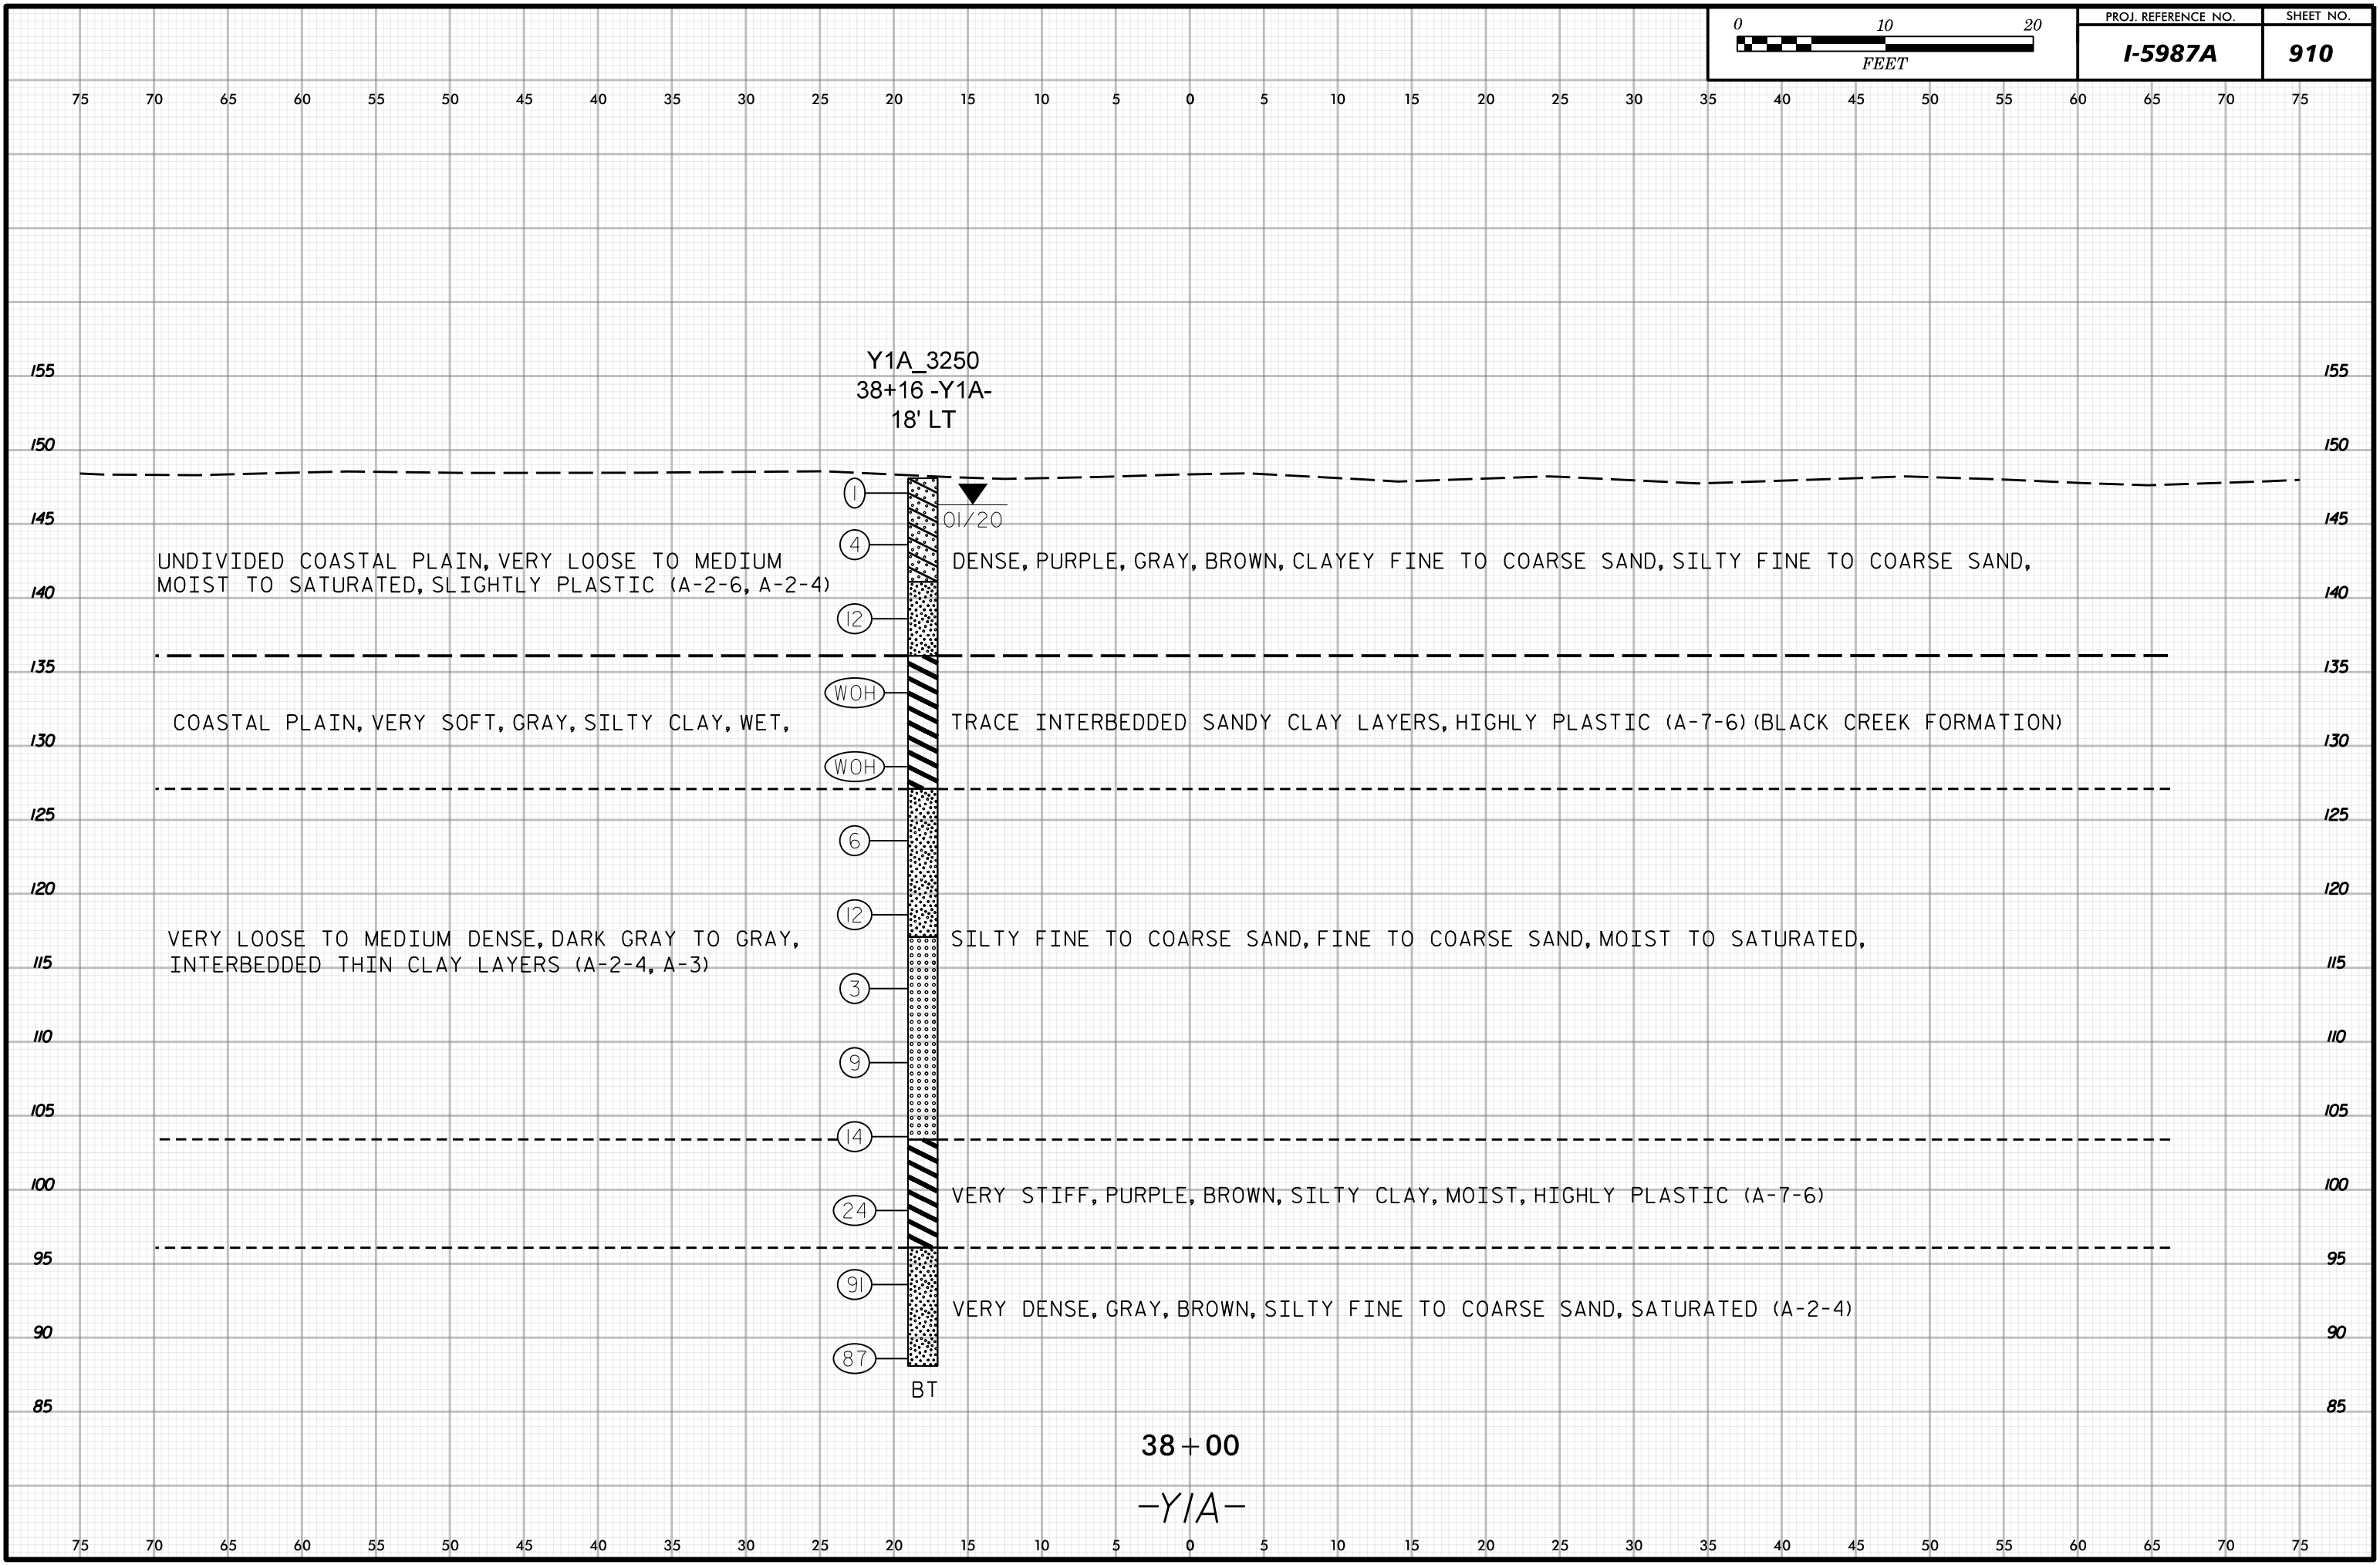 0 10 20
FEET
PROJ. REFERENCE NO.
SHEET NO.
I-5987A
910
75 70 65 60 55 50 45 40 35 30 25 20 15 10 5 0 5 10 15 20 25 30 35 40 45 50 55 60 65 70 75
Y1A_3250
38+16 -Y1A-
18' LT
155 155
150 150
1
01/20
145 145
4
UNDIVIDED COASTAL PLAIN, VERY LOOSE TO MEDIUM DENSE, PURPLE, GRAY, BROWN, CLAYEY FINE TO COARSE SAND, SILTY FINE TO COARSE SAND,
MOIST TO SATURATED, SLIGHTLY PLASTIC (A-2-6, A-2-4)
140 140
12
135 135
WOH
COASTAL PLAIN, VERY SOFT, GRAY, SILTY CLAY, WET, TRACE INTERBEDDED SANDY CLAY LAYERS, HIGHLY PLASTIC (A-7-6) (BLACK CREEK FORMATION)
130 130
WOH
125 125
6
120 120
12
VERY LOOSE TO MEDIUM DENSE, DARK GRAY TO GRAY, SILTY FINE TO COARSE SAND, FINE TO COARSE SAND, MOIST TO SATURATED,
INTERBEDDED THIN CLAY LAYERS (A-2-4, A-3)
115 115
3
110 110
9
105 105
14
100 100
VERY STIFF, PURPLE, BROWN, SILTY CLAY, MOIST, HIGHLY PLASTIC (A-7-6)
24
95 95
91
VERY DENSE, GRAY, BROWN, SILTY FINE TO COARSE SAND, SATURATED (A-2-4)
90 90
87
BT
85 85
38+00
-Y1A-
75 70 65 60 55 50 45 40 35 30 25 20 15 10 5 0 5 10 15 20 25 30 35 40 45 50 55 60 65 70 75